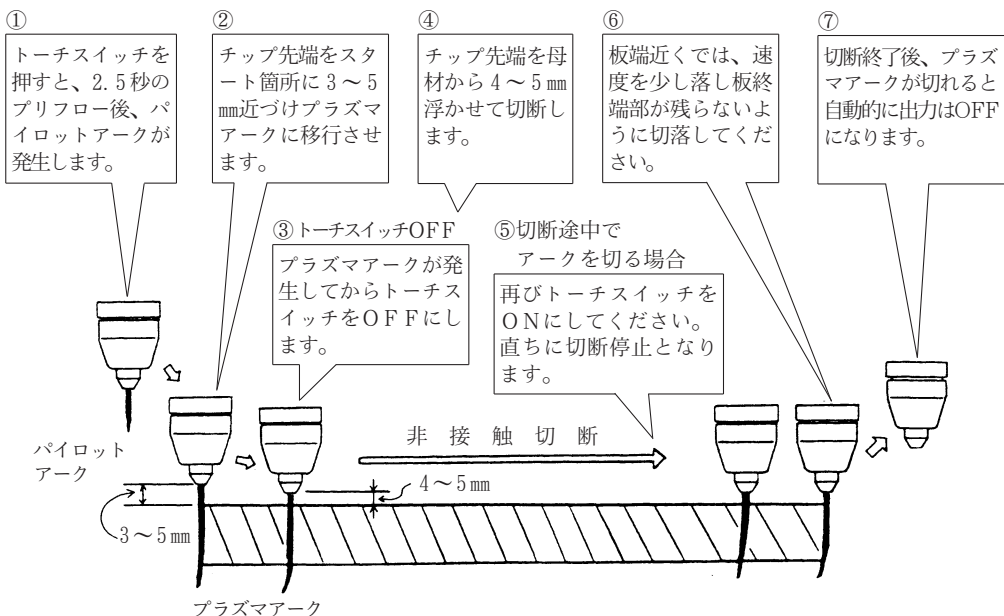 ①
トーチスイッチを
押すと、2.5秒の
プリフロー後、パ
イロットアークが
発生します。
②
チップ先端をスタ
ート箇所に3～5
㎜近づけプラズマ
アークに移行させ
ます。
④
チップ先端を母
材から4～5㎜
浮かせて切断し
ます。
⑥
板端近くでは、速
度を少し落し板終
端部が残らないよ
うに切落してくだ
さい。
⑦
切断終了後、プラズ
マアークが切れると
自動的に出力はOFF
になります。
③トーチスイッチOFF
プラズマアークが発
生してからトーチス
イッチをOFFにし
ます。
⑤切断途中で
アークを切る場合
再びトーチスイッチを
ONにしてください。
直ちに切断停止となり
ます。
パイロット
アーク
非接触切断
4～5㎜
3～5㎜
プラズマアーク